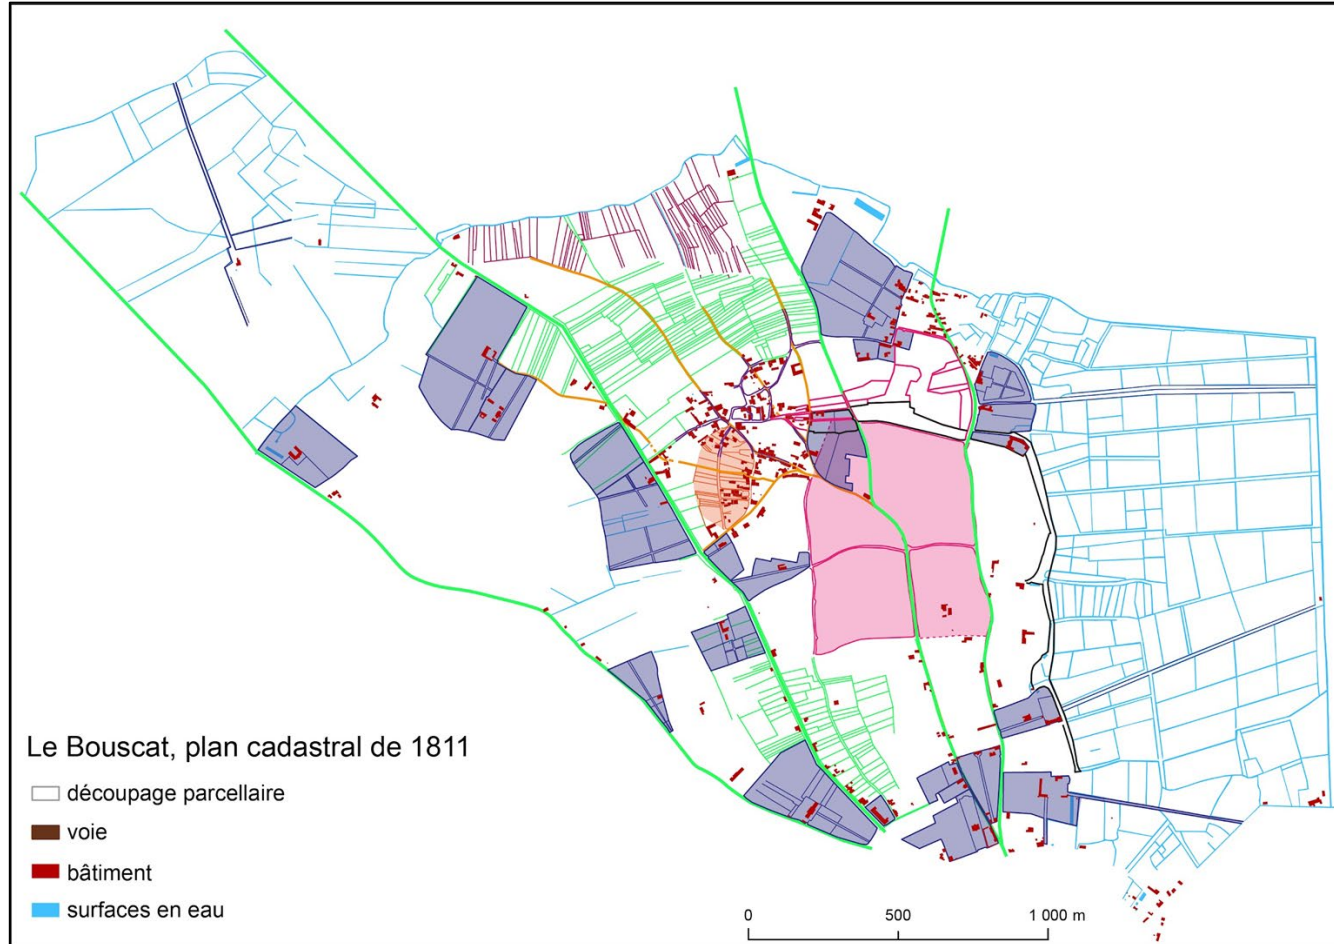 Le Bouscat, plan cadastral de 1811
découpage parcellaire
voie
bâtiment
surfaces en eau
0 500 1 000 m